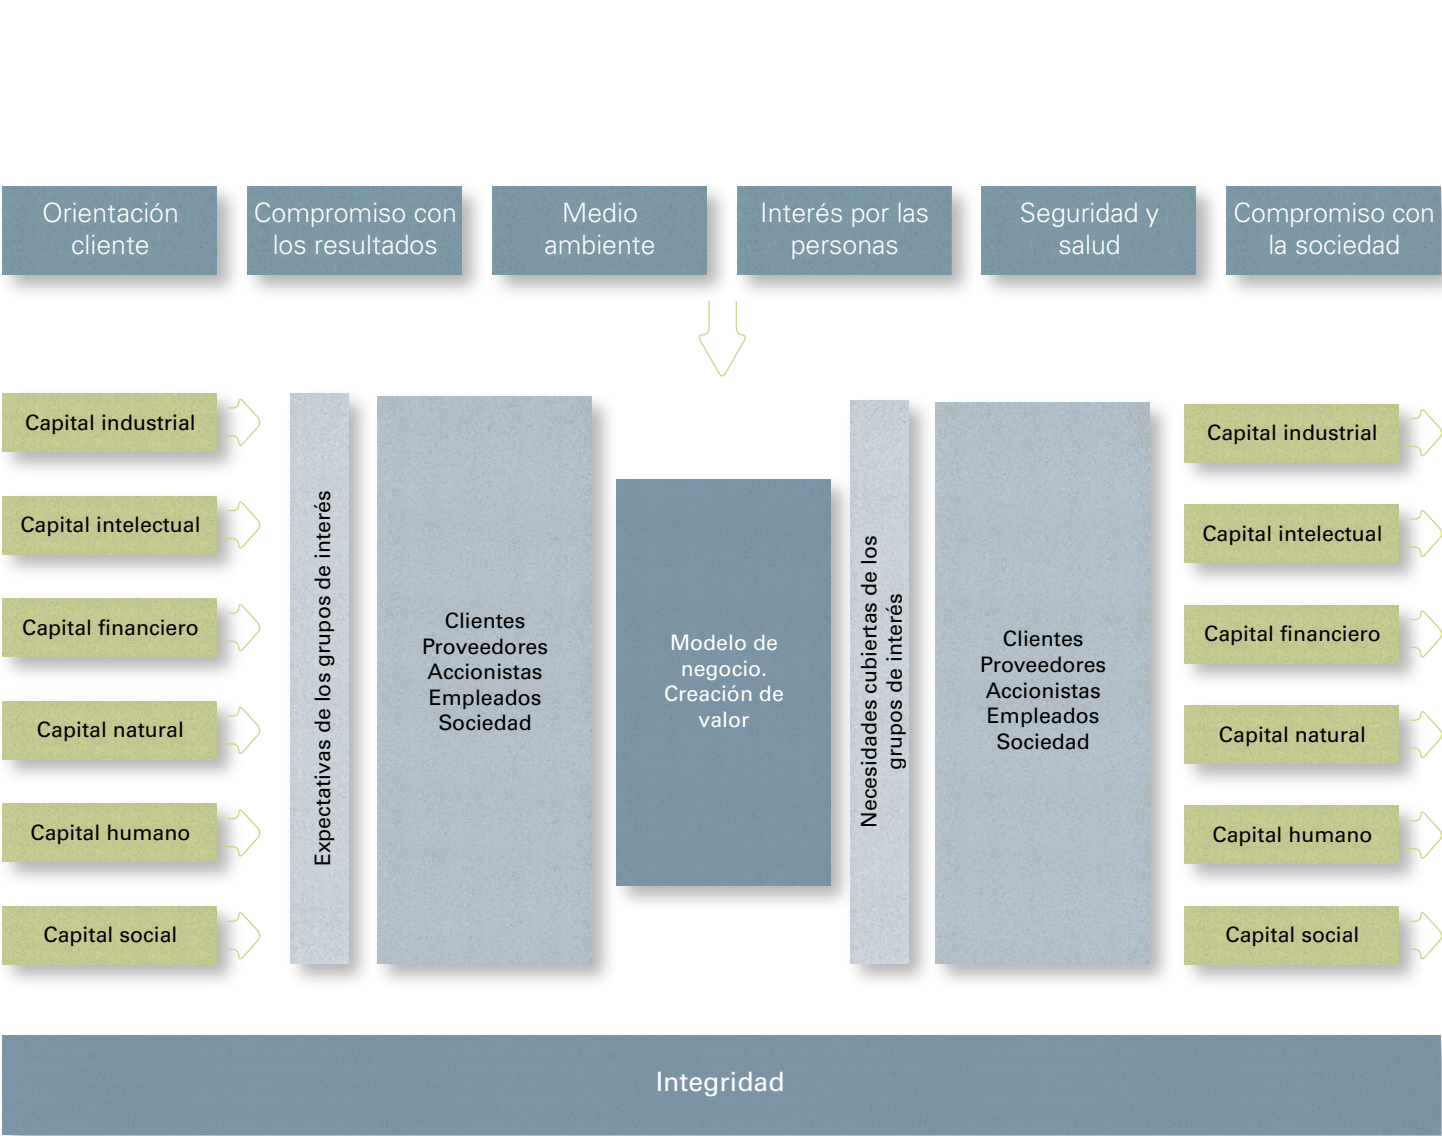 Orientación
cliente
Compromiso con
los resultados
Medio
ambiente
Interés por las
personas
Seguridad y
salud
Compromiso con
la sociedad
Capital industrial
Capital intelectual
Capital financiero
Capital natural
Capital humano
Capital social
Expectativas de los grupos de interés
Clientes
Proveedores
Accionistas
Empleados
Sociedad
Modelo de
negocio.
Creación de
valor
Necesidades cubiertas de los
grupos de interés
Clientes
Proveedores
Accionistas
Empleados
Sociedad
Capital industrial
Capital intelectual
Capital financiero
Capital natural
Capital humano
Capital social
Integridad